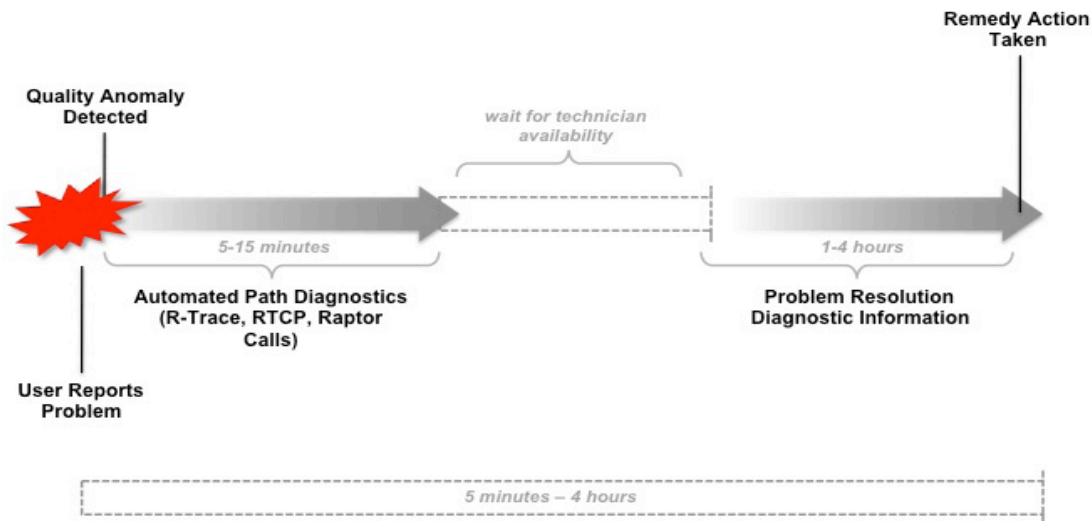 Remedy Action
Taken
Quality Anomaly
Detected
wait for technician
availability
5-15 minutes
1-4 hours
Automated Path Diagnostics
(R-Trace, RTCP, Raptor
Calls)
Problem Resolution
Diagnostic Information
User Reports
Problem
5 minutes – 4 hours